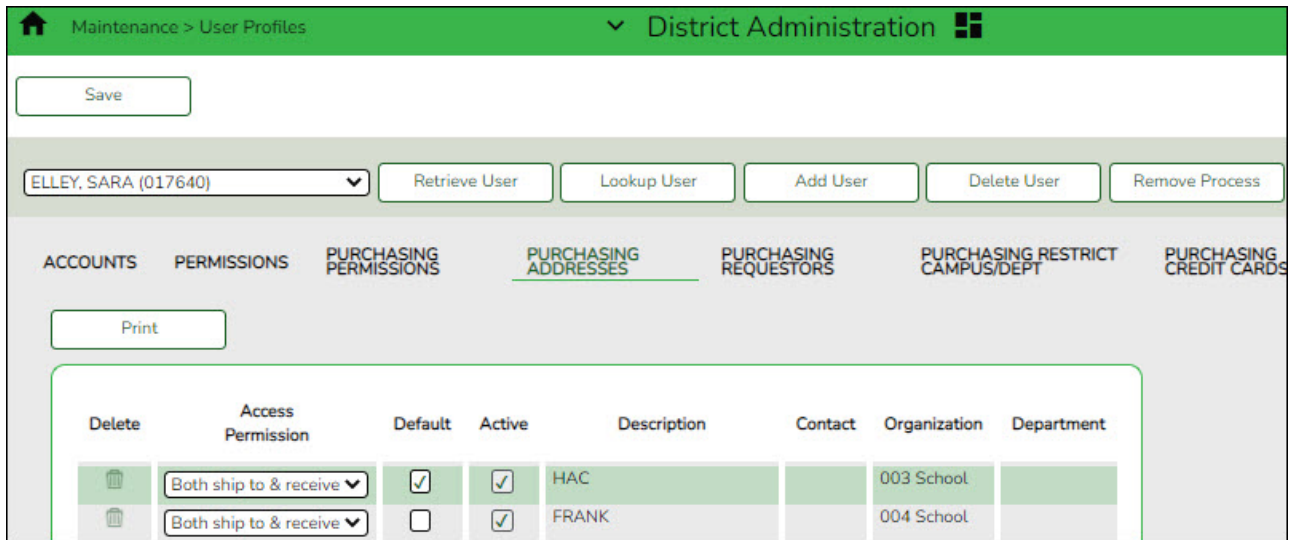 Maintenance > User Profiles
District Administration
Save
ELLEY, SARA (017640)
Retrieve User
Lookup User
Add User
Delete User
Remove Process
ACCOUNTS
PERMISSIONS
PURCHASING
PERMISSIONS
PURCHASING
ADDRESSES
PURCHASING
REQUESTORS
PURCHASING RESTRICT
CAMPUS/DEPT
PURCHASING
CREDIT CARDS
Print
Delete
Access
Permission
Default
Active
Description
Contact
Organization
Department
Both ship to & receive
HAC
003 School
Both ship to & receive
FRANK
004 School